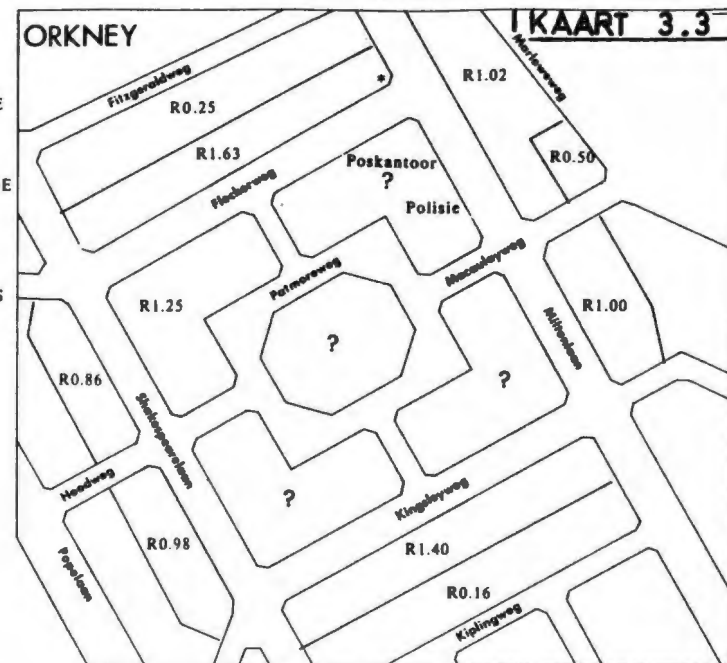 ORKNEY
KAART 3.3
Fitzgeraldweg
Marloweweg
R1.02
R0.25
E
R1.63
R0.50
Poskantoor
?
Polisie
E
Fleckerweg
Macaulayweg
Patmoreweg
S
R1.25
R1.00
Miltonlaan
?
R0.86
?
Shakespearelaan
Headweg
?
Kingsleyweg
R0.98
R1.40
Popelaan
R0.16
Kiplingweg